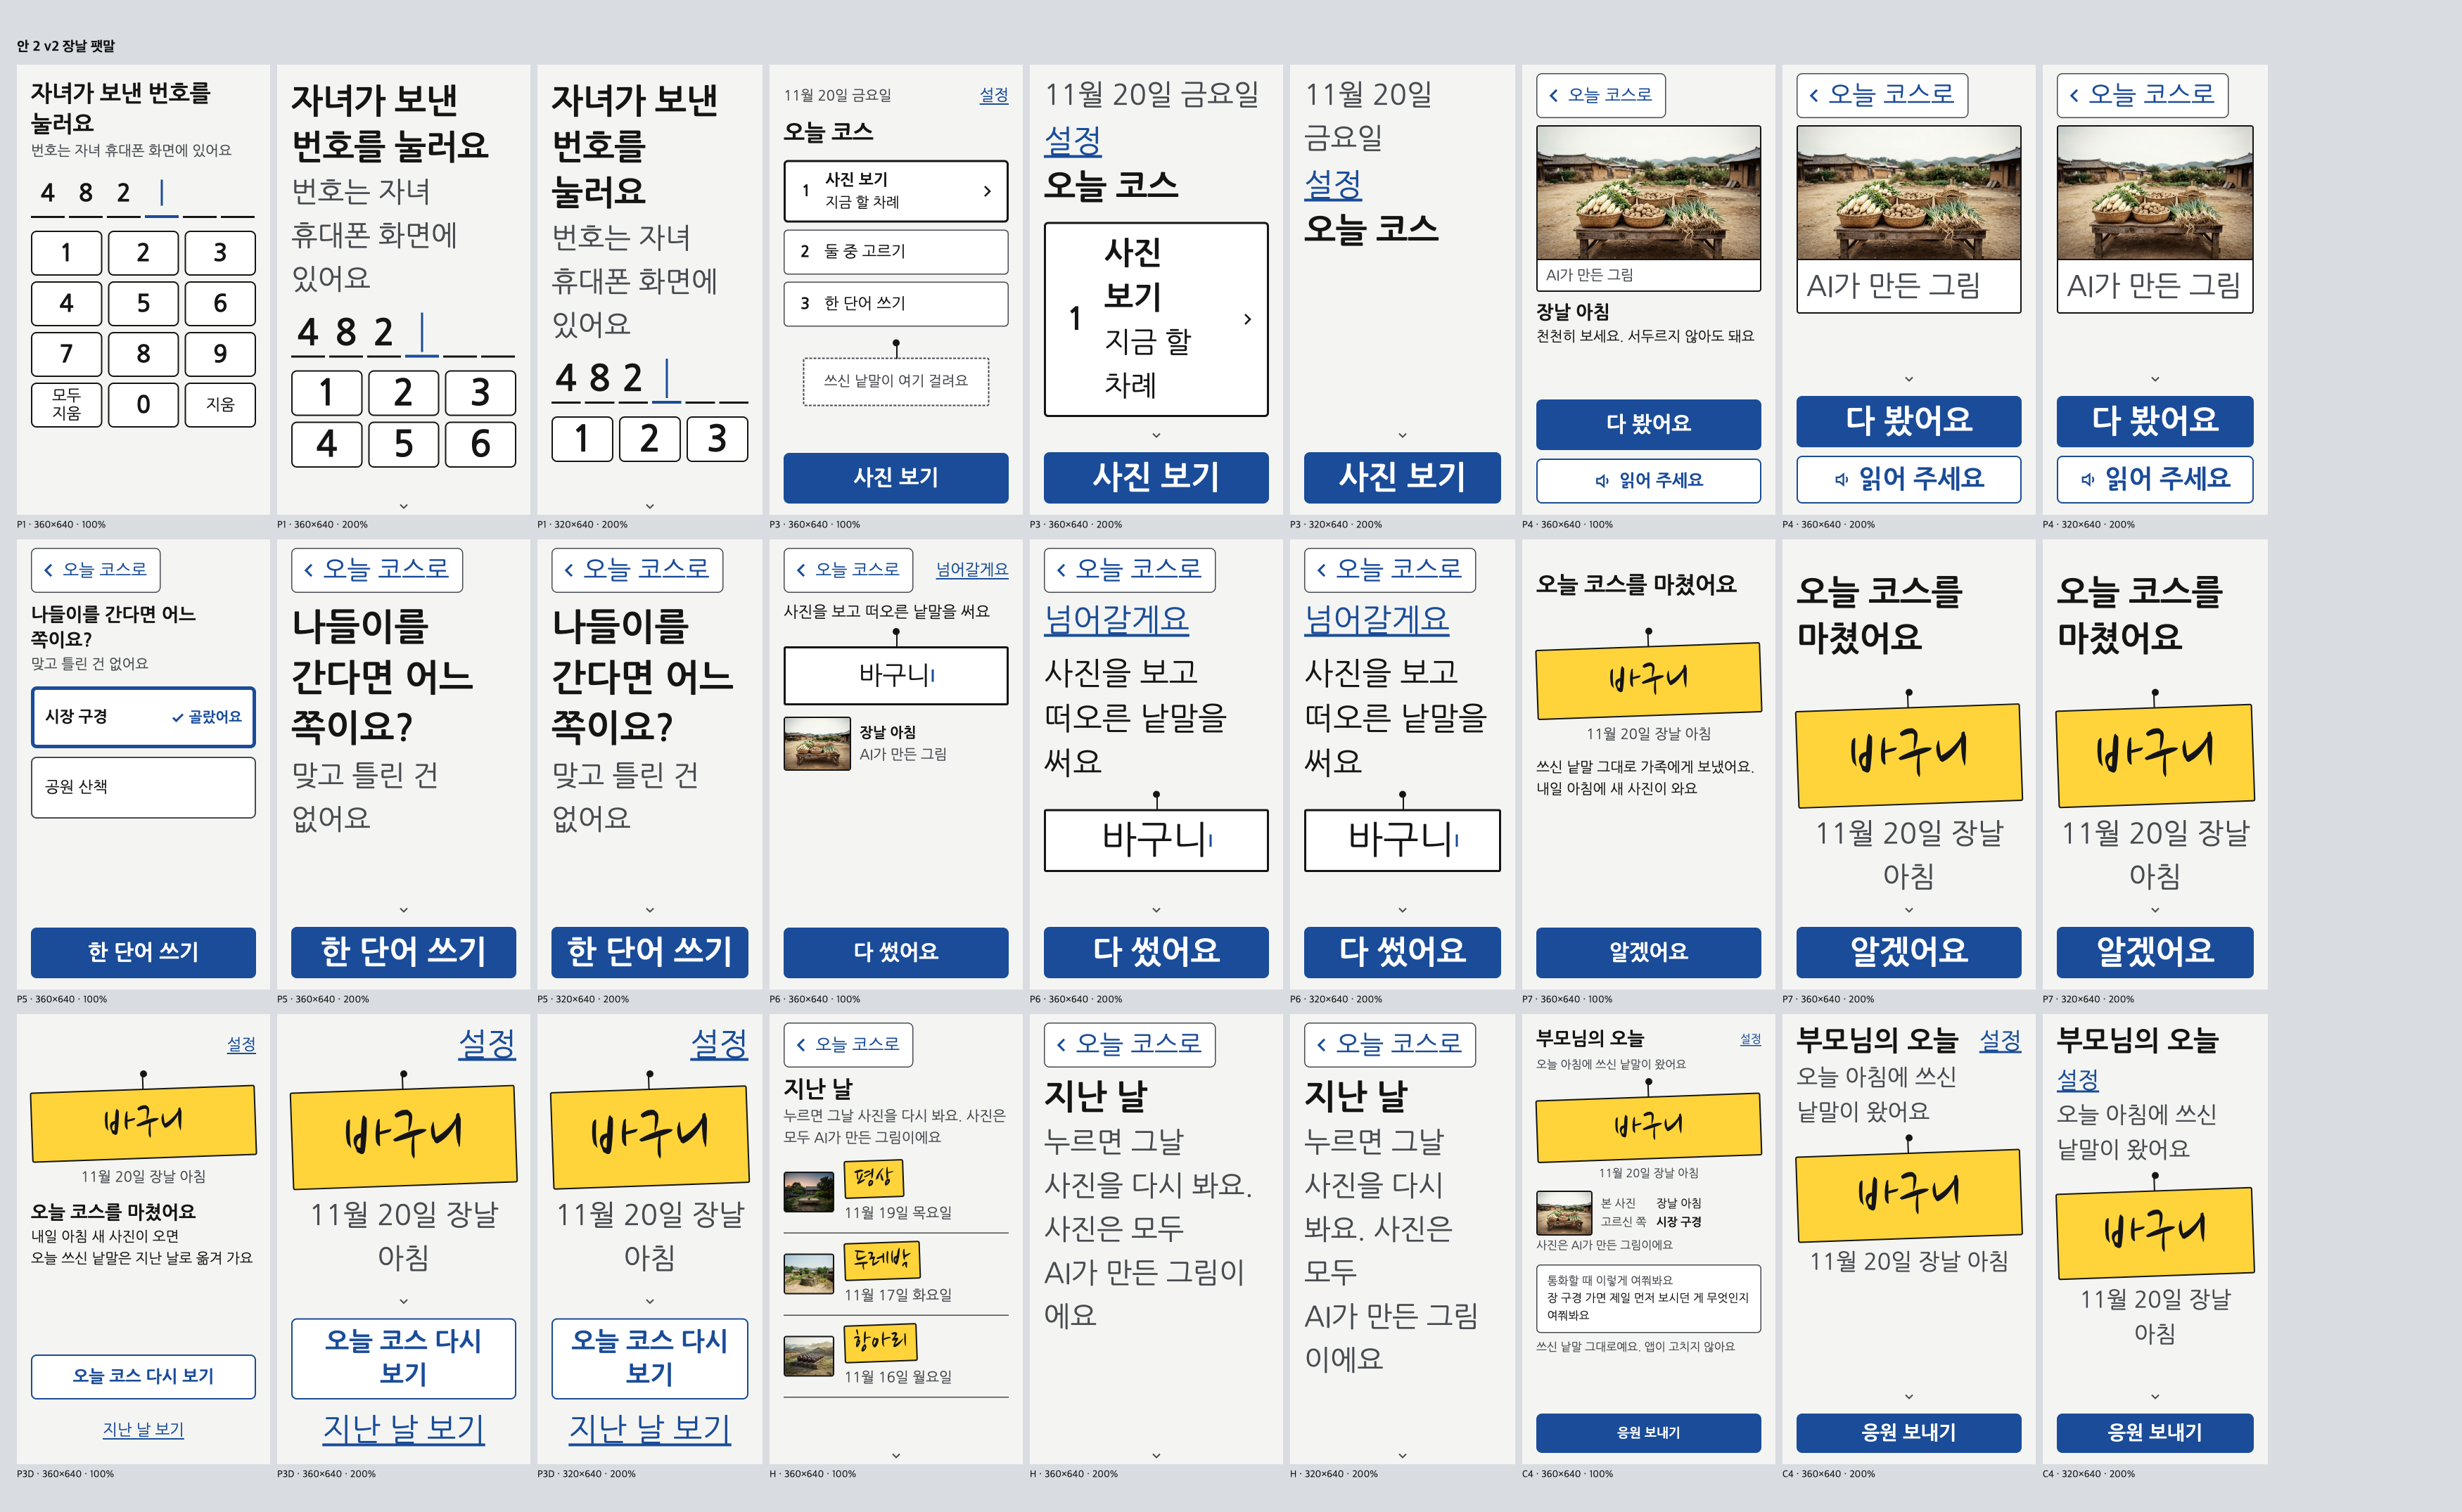 안 2 v2 장날 팻말
자녀가 보낸 번호를
눌러요
번호는 자녀 휴대폰 화면에 있어요
4 8 2
1 2 3
4 5 6
7 8 9
모두
지움
0
지움
P1 · 360×640 · 100%
자녀가 보낸
번호를 눌러요
번호는 자녀
휴대폰 화면에
있어요
4 8 2
1 2 3
4 5 6
P1 · 360×640 · 200%
자녀가 보낸
번호를
눌러요
번호는 자녀
휴대폰 화면에
있어요
4 8 2
1 2 3
P1 · 320×640 · 200%
11월 20일 금요일
설정
오늘 코스
1 사진 보기
지금 할 차례
2 둘 중 고르기
3 한 단어 쓰기
쓰신 낱말이 여기 걸려요
사진 보기
P3 · 360×640 · 100%
11월 20일 금요일
설정
오늘 코스
1
사진
보기
지금 할
차례
사진 보기
P3 · 360×640 · 200%
11월 20일
금요일
설정
오늘 코스
사진 보기
P3 · 320×640 · 200%
오늘 코스로
AI가 만든 그림
장날 아침
천천히 보세요. 서두르지 않아도 돼요
다 봤어요
읽어 주세요
P4 · 360×640 · 100%
오늘 코스로
AI가 만든 그림
다 봤어요
읽어 주세요
P4 · 360×640 · 200%
오늘 코스로
AI가 만든 그림
다 봤어요
읽어 주세요
P4 · 320×640 · 200%
오늘 코스로
나들이를 간다면 어느
쪽이요?
맞고 틀린 건 없어요
시장 구경
골랐어요
공원 산책
한 단어 쓰기
P5 · 360×640 · 100%
오늘 코스로
나들이를
간다면 어느
쪽이요?
맞고 틀린 건
없어요
한 단어 쓰기
P5 · 360×640 · 200%
오늘 코스로
나들이를
간다면 어느
쪽이요?
맞고 틀린 건
없어요
한 단어 쓰기
P5 · 320×640 · 200%
오늘 코스로
넘어갈게요
사진을 보고 떠오른 낱말을 써요
바구니
장날 아침
AI가 만든 그림
다 썼어요
P6 · 360×640 · 100%
오늘 코스로
넘어갈게요
사진을 보고
떠오른 낱말을
써요
바구니
다 썼어요
P6 · 360×640 · 200%
오늘 코스로
넘어갈게요
사진을 보고
떠오른 낱말을
써요
바구니
다 썼어요
P6 · 320×640 · 200%
오늘 코스를 마쳤어요
바구니
11월 20일 장날 아침
쓰신 낱말 그대로 가족에게 보냈어요.
내일 아침에 새 사진이 와요
알겠어요
P7 · 360×640 · 100%
오늘 코스를
마쳤어요
바구니
11월 20일 장날
아침
알겠어요
P7 · 360×640 · 200%
오늘 코스를
마쳤어요
바구니
11월 20일 장날
아침
알겠어요
P7 · 320×640 · 200%
설정
바구니
11월 20일 장날 아침
오늘 코스를 마쳤어요
내일 아침 새 사진이 오면
오늘 쓰신 낱말은 지난 날로 옮겨 가요
오늘 코스 다시 보기
지난 날 보기
P3D · 360×640 · 100%
설정
바구니
11월 20일 장날
아침
오늘 코스 다시
보기
지난 날 보기
P3D · 360×640 · 200%
설정
바구니
11월 20일 장날
아침
오늘 코스 다시
보기
지난 날 보기
P3D · 320×640 · 200%
오늘 코스로
지난 날
누르면 그날 사진을 다시 봐요. 사진은
모두 AI가 만든 그림이에요
평상
11월 19일 목요일
두레박
11월 17일 화요일
항아리
11월 16일 월요일
H · 360×640 · 100%
오늘 코스로
지난 날
누르면 그날
사진을 다시 봐요.
사진은 모두
AI가 만든 그림이
에요
H · 360×640 · 200%
오늘 코스로
지난 날
누르면 그날
사진을 다시
봐요. 사진은
모두
AI가 만든 그림
이에요
H · 320×640 · 200%
부모님의 오늘
설정
오늘 아침에 쓰신 낱말이 왔어요
바구니
11월 20일 장날 아침
본 사진 장날 아침
고르신 쪽 시장 구경
사진은 AI가 만든 그림이에요
통화할 때 이렇게 여쭤봐요
장 구경 가면 제일 먼저 보시던 게 무엇인지
여쭤봐요
쓰신 낱말 그대로예요. 앱이 고치지 않아요
응원 보내기
C4 · 360×640 · 100%
부모님의 오늘
설정
오늘 아침에 쓰신
낱말이 왔어요
바구니
11월 20일 장날 아침
응원 보내기
C4 · 360×640 · 200%
부모님의 오늘
설정
오늘 아침에 쓰신
낱말이 왔어요
바구니
11월 20일 장날
아침
응원 보내기
C4 · 320×640 · 200%